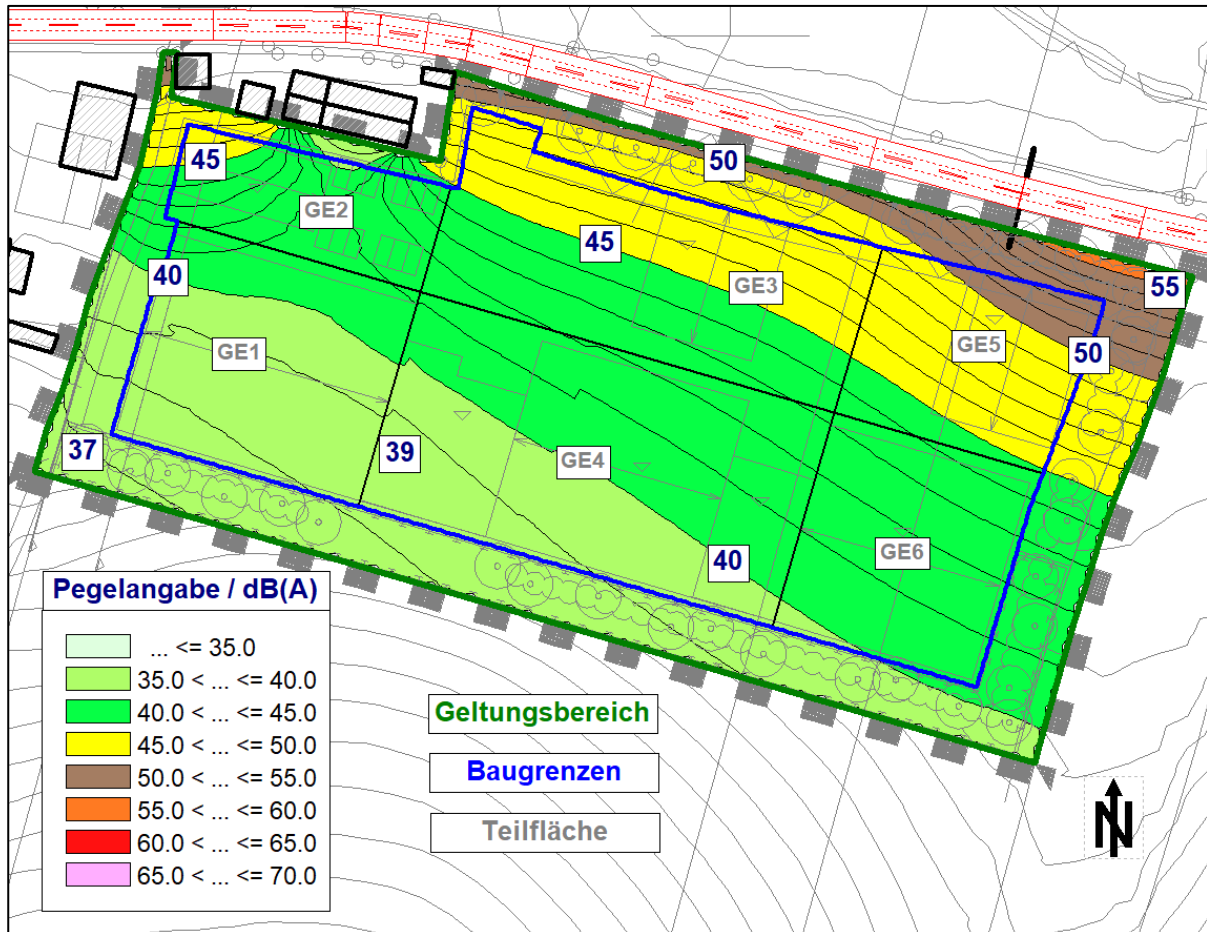 50
45
GE2
45
40
GE3
55
GE5
50
GE1
37
39
GE4
40
GE6
Pegelangabe / dB(A)
... <= 35.0
35.0 < ... <= 40.0
40.0 < ... <= 45.0
45.0 < ... <= 50.0
50.0 < ... <= 55.0
55.0 < ... <= 60.0
60.0 < ... <= 65.0
65.0 < ... <= 70.0
Geltungsbereich
Baugrenzen
Teilfläche
N